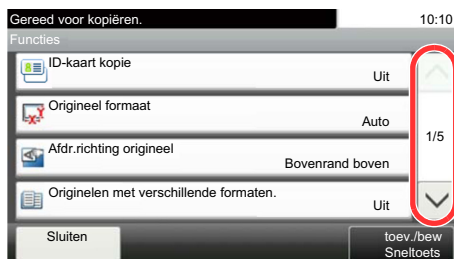 Gereed voor kopiëren.
10:10
Functies
ID-kaart kopie
Uit
Origineel formaat
Auto
Afdr.richting origineel
Bovenrand boven
Originelen met verschillende formaten.
Uit
1/5
Sluiten
toev./bew
Sneltoets